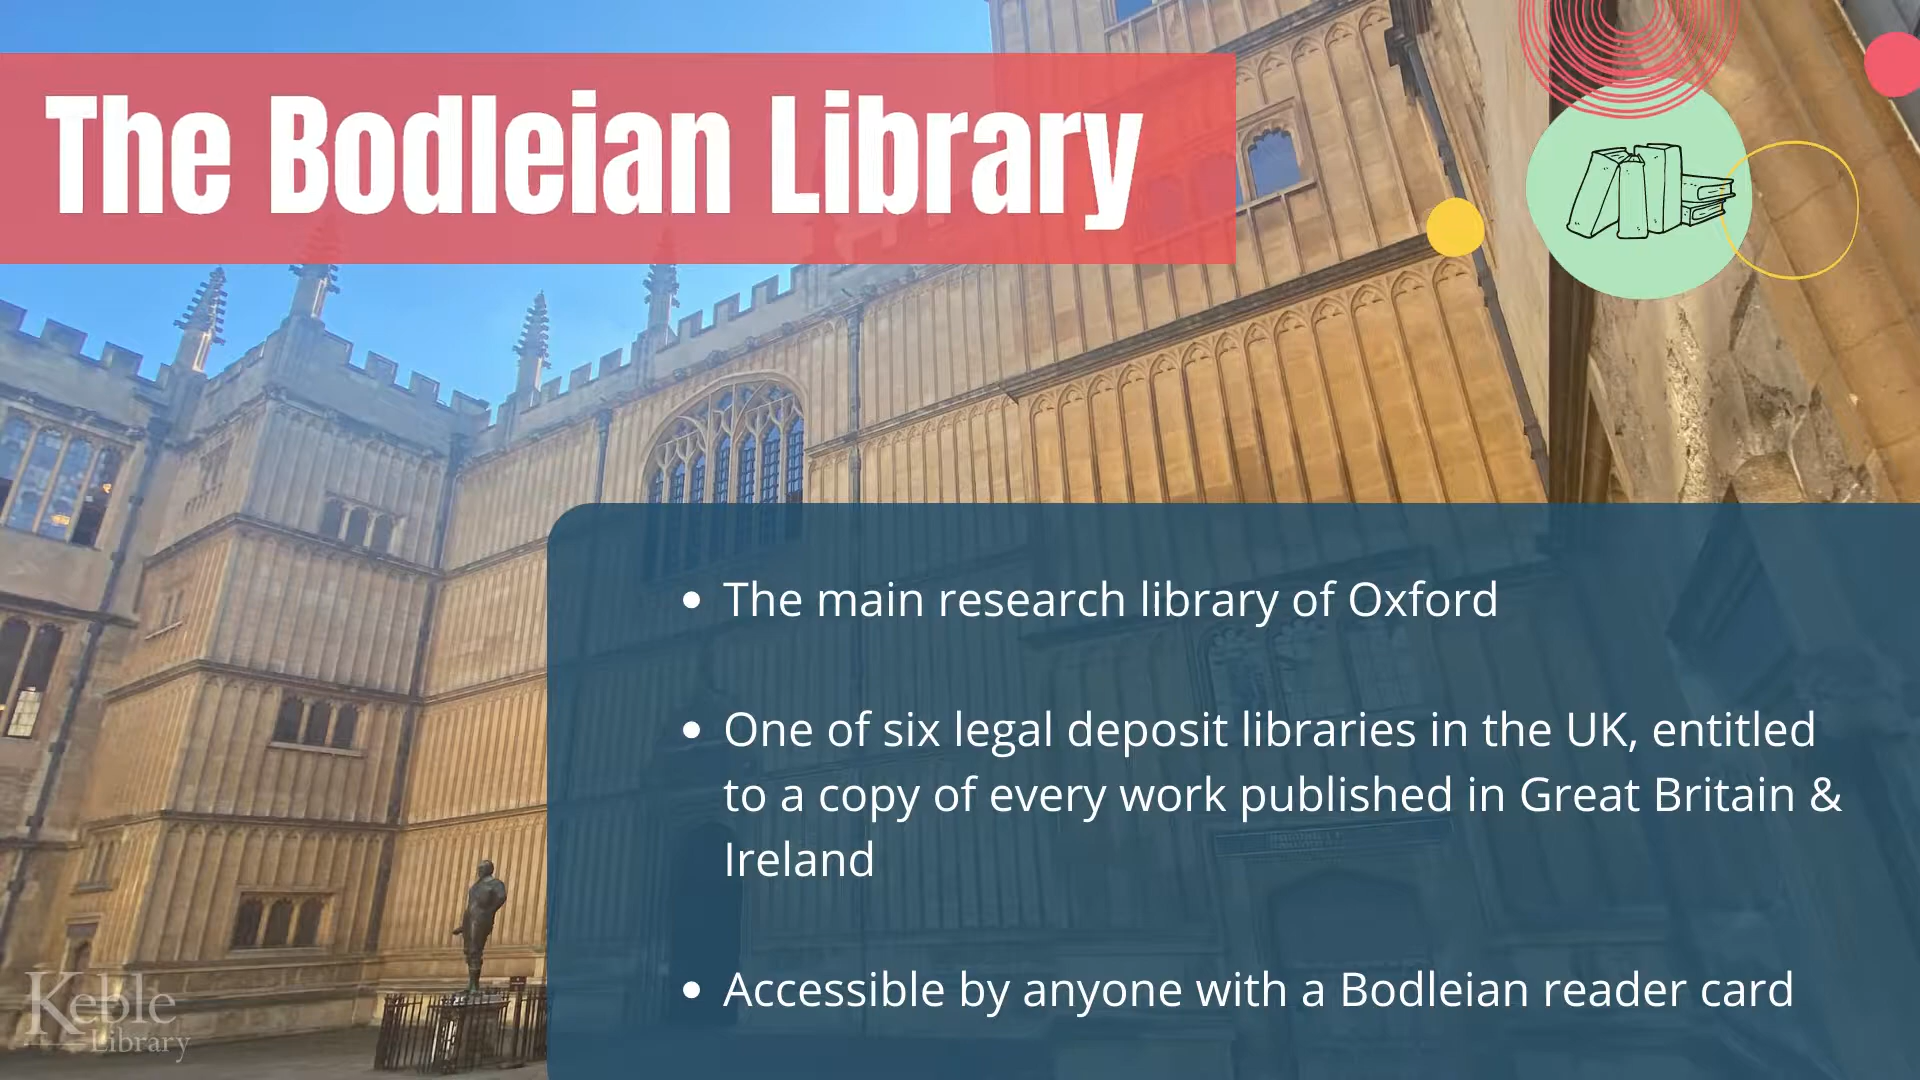 The Bodleian Library
• The main research library of Oxford
• One of six legal deposit libraries in the UK, entitled
to a copy of every work published in Great Britain &
Ireland
• Accessible by anyone with a Bodleian reader card
Keble
Library